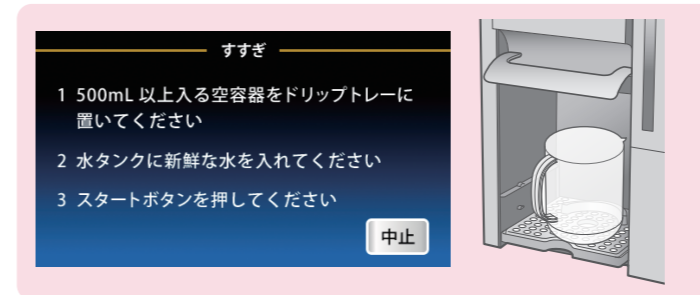 すすぎ
1 500mL 以上入る空容器をドリップトレーに
置いてください
2 水タンクに新鮮な水を入れてください
3 スタートボタンを押してください
中止